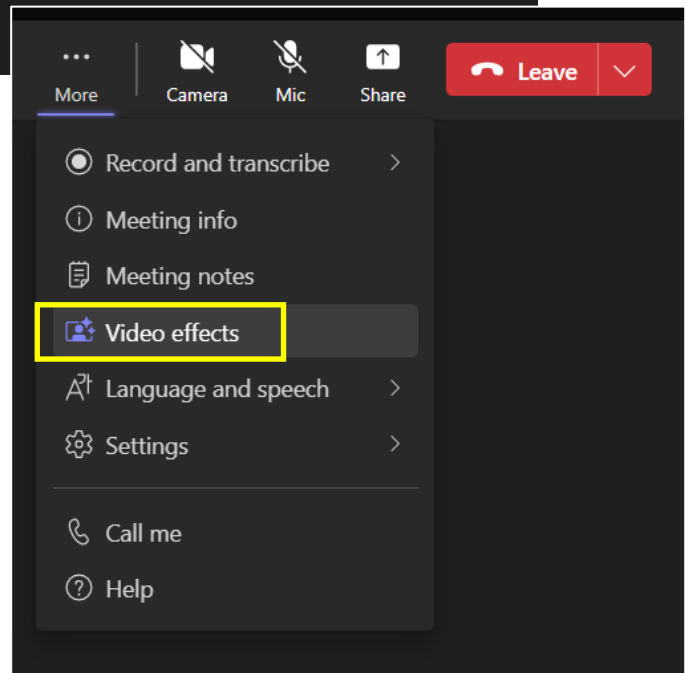 More
Camera
Mic
Share
Leave
Record and transcribe
Meeting info
Meeting notes
Video effects
Language and speech
Settings
Call me
Help